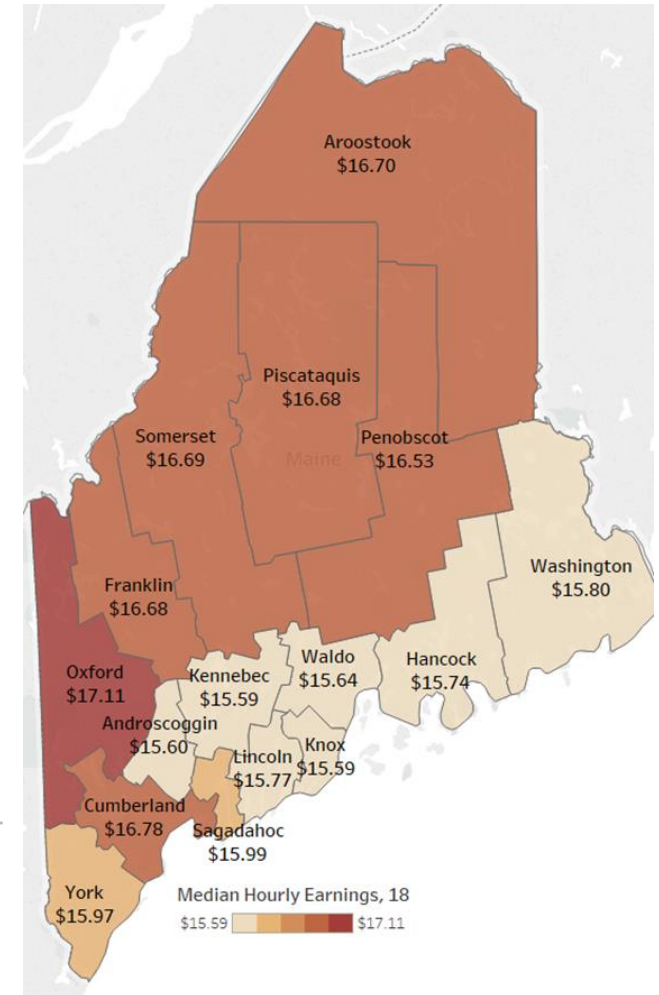 Aroostook
$16.70
Piscataquis
$16.68
Somerset
$16.69
Maine
Penobscot
$16.53
Washington
$15.80
Franklin
$16.68
Oxford
$17.11
Kennebec
$15.59
Waldo
$15.64
Hancock
$15.74
Androscoggin
$15.60
Lincoln
$15.77
Knox
$15.59
Cumberland
$16.78
Sagadahoc
$15.99
York
$15.97
Median Hourly Earnings, 18
$15.59 $17.11